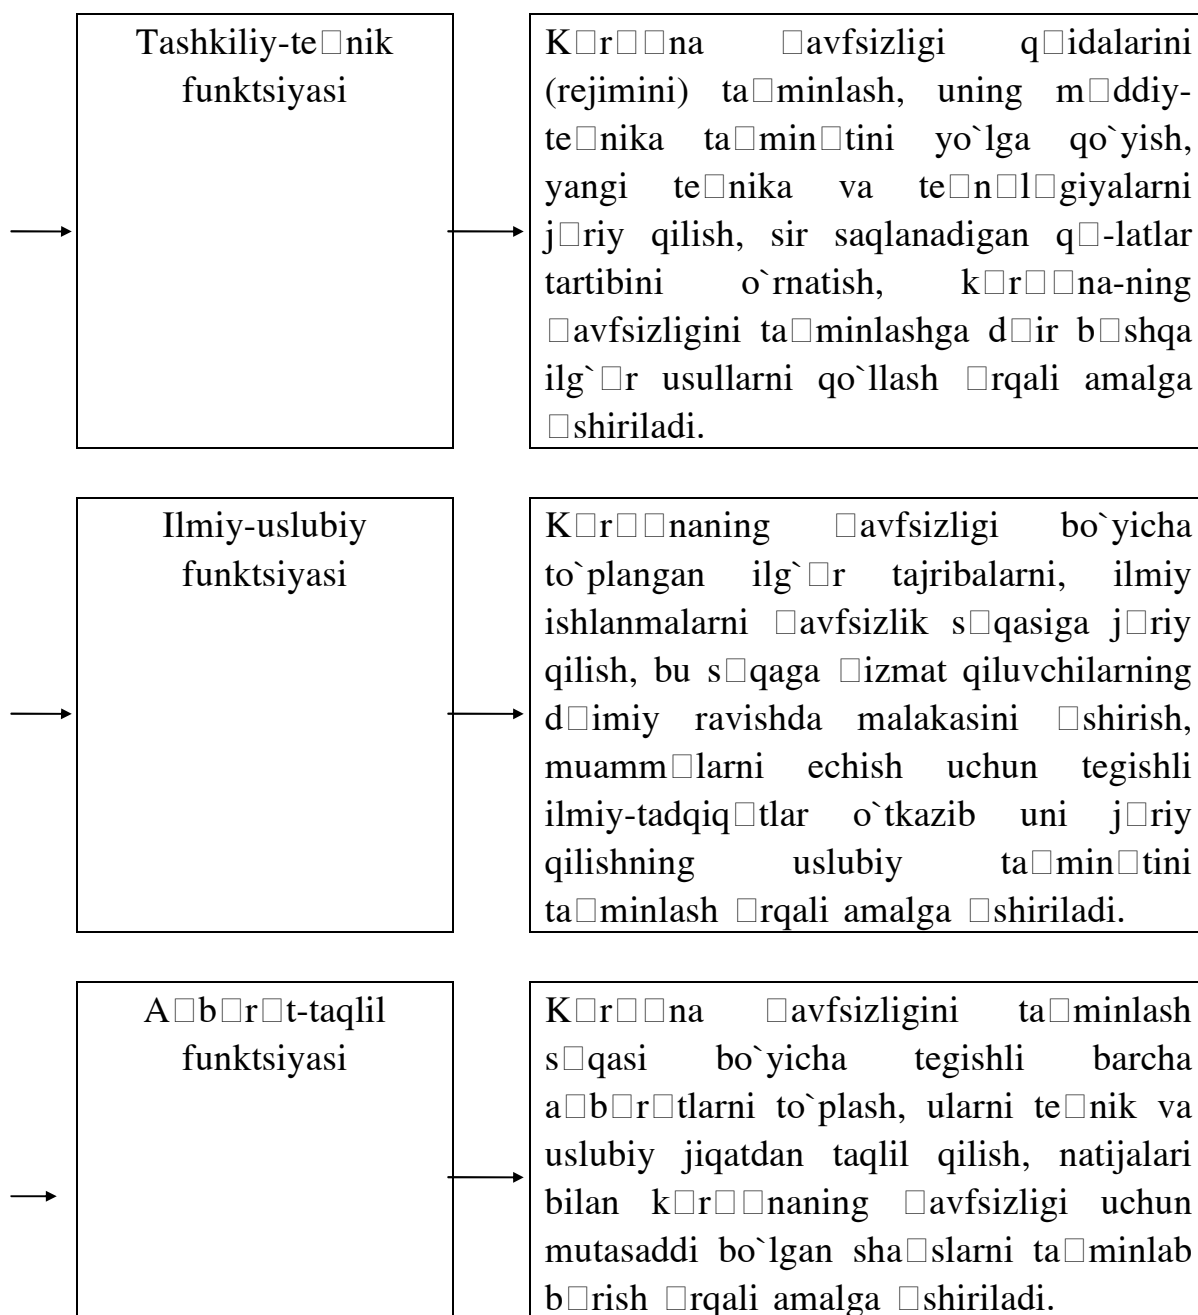 Tashkiliy-te□nik
funktsiyasi
K□r□□na □avfsizligi q□idalarini
(rejimini) ta□minlash, uning m□ddiy-
te□nika ta□min□tini yo`lga qo`yish,
yangi te□nika va te□n□l□giyalarni
j□riy qilish, sir saqlanadigan q□-latlar
tartibini o`rnatish, k□r□□na-ning
□avfsizligini ta□minlashga d□ir b□shqa
ilg`□r usullarni qo`llash □rqali amalga
□shiriladi.
Ilmiy-uslubiy
funktsiyasi
K□r□□naning □avfsizligi bo`yicha
to`plangan ilg`□r tajribalarni, ilmiy
ishlanmalarni □avfsizlik s□qasiga j□riy
qilish, bu s□qaga □izmat qiluvchilarning
d□imiy ravishda malakasini □shirish,
muamm□larni echish uchun tegishli
ilmiy-tadqiq□tlar o`tkazib uni j□riy
qilishning uslubiy ta□min□tini
ta□minlash □rqali amalga □shiriladi.
A□b□r□t-taqlil
funktsiyasi
K□r□□na □avfsizligini ta□minlash
s□qasi bo`yicha tegishli barcha
a□b□r□tlarni to`plash, ularni te□nik va
uslubiy jiqatdan taqlil qilish, natijalari
bilan k□r□□naning □avfsizligi uchun
mutasaddi bo`lgan sha□slarni ta□minlab
b□rish □rqali amalga □shiriladi.